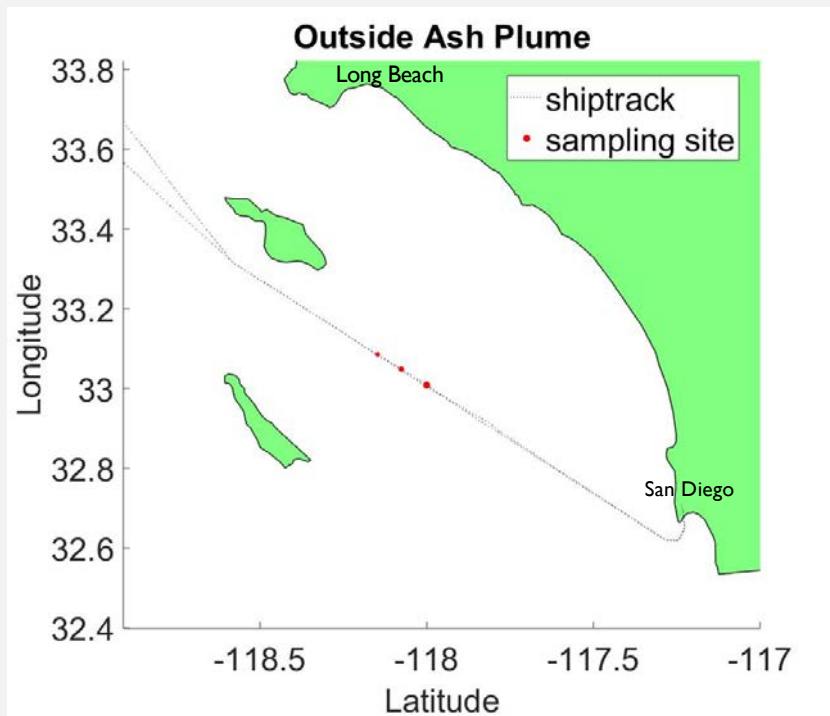 Outside Ash Plume
Long Beach
shiptrack
sampling site
San Diego
Longitude
33.8
33.6
33.4
33.2
33
32.8
32.6
32.4
-118.5
-118
-117.5
-117
Latitude